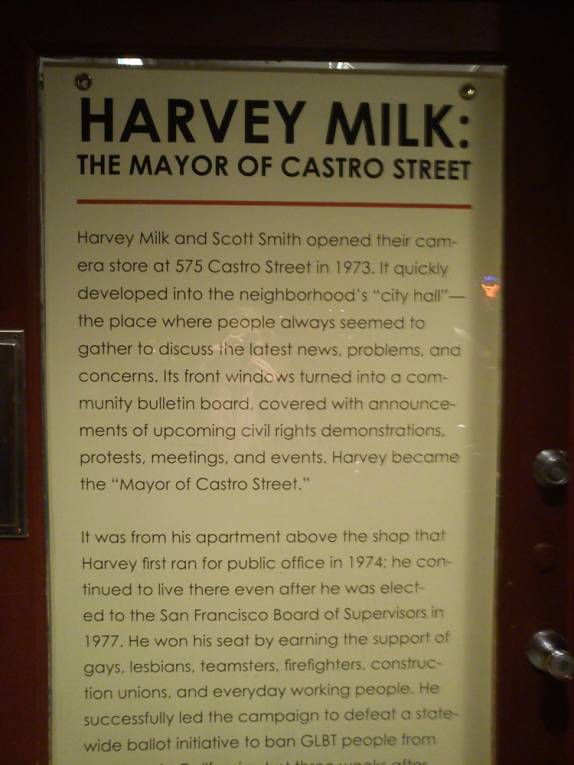 HARVEY MILK:
THE MAYOR OF CASTRO STREET
Harvey Milk and Scott Smith opened their cam-
era store at 575 Castro Street in 1973. It quickly
developed into the neighborhood's "city hall"—
the place where people always seemed to
gather to discuss the latest news, problems, and
concerns. Its front windows turned into a com-
munity bulletin board, covered with announce-
ments of upcoming civil rights demonstrations,
protests, meetings, and events. Harvey became
the "Mayor of Castro Street."
It was from his apartment above the shop that
Harvey first ran for public office in 1974; he con-
tinued to live there even after he was elect-
ed to the San Francisco Board of Supervisors in
1977. He won his seat by earning the support of
gays, lesbians, teamsters, firefighters, construc-
tion unions, and everyday working people. He
successfully led the campaign to defeat a state-
wide ballot initiative to ban GLBT people from
three weeks after